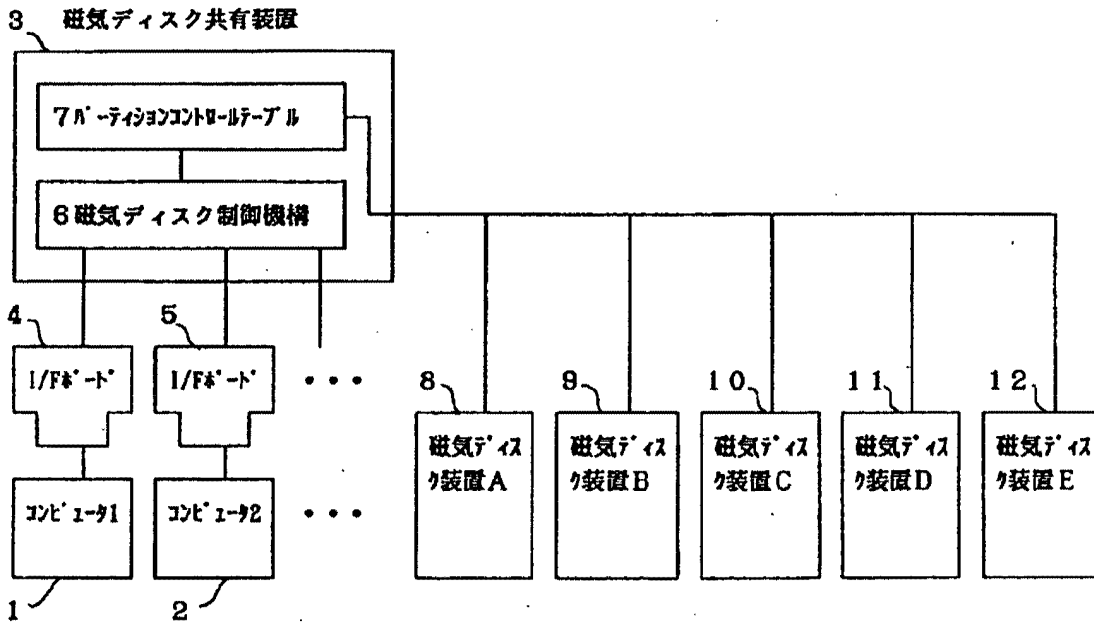 3 磁気ディスク共有装置
7パーティションコントロールテーブル
6磁気ディスク制御機構
4 5
I/Fボード I/Fボード ・・・
8 9 10 11 12
磁気ディス 磁気ディス 磁気ディス 磁気ディス 磁気ディス
ク装置A ク装置B ク装置C ク装置D ク装置E
コンピュータ1 コンピュータ2 ・・・
1 2